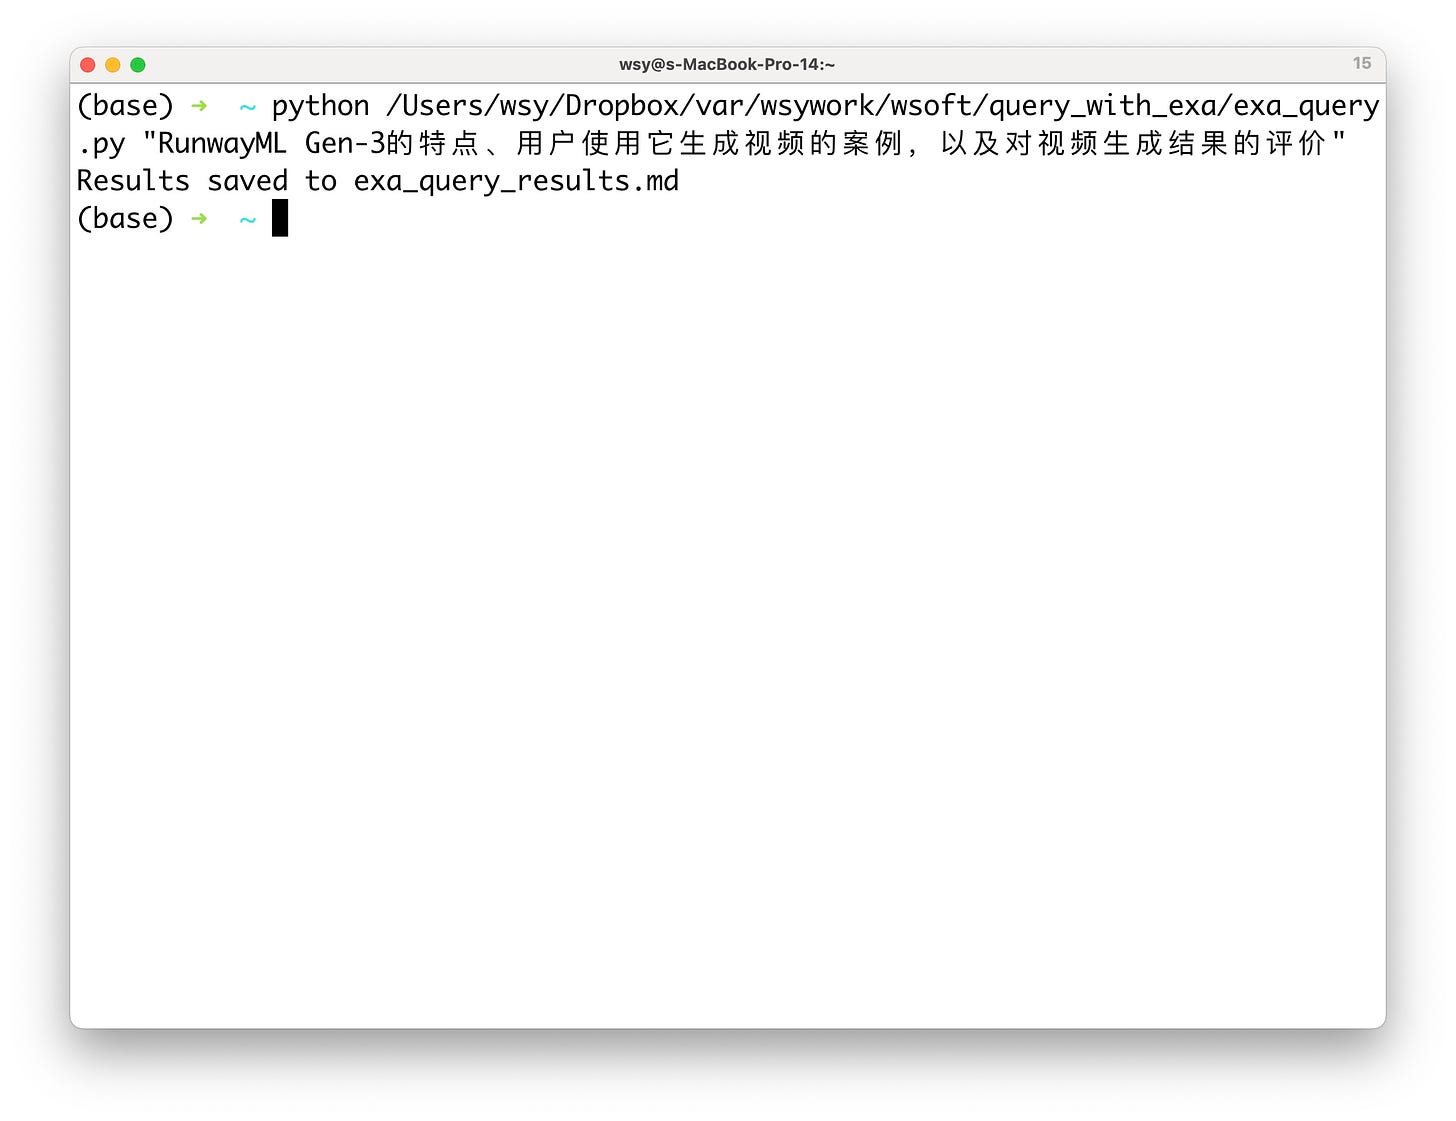 wsy@s-MacBook-Pro-14:~
15
(base) ➜ ~ python /Users/wsy/Dropbox/var/wsywork/wsoft/query_with_exa/exa_query
.py "RunwayML Gen-3的特点、用户使用它生成视频的案例，以及对视频生成结果的评价"
Results saved to exa_query_results.md
(base) ➜ ~